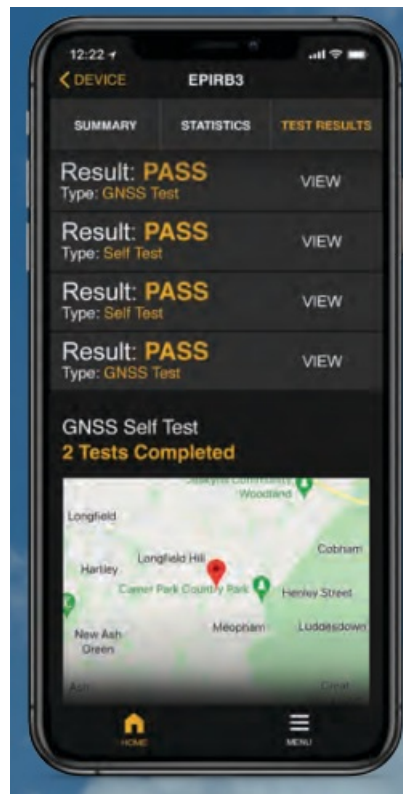 12:22
DEVICE EPIRB3
SUMMARY STATISTICS TEST RESULTS
Result: PASS
Type: GNSS Test
VIEW
Result: PASS
Type: Self Test
VIEW
Result: PASS
Type: Self Test
VIEW
Result: PASS
Type: GNSS Test
VIEW
GNSS Self Test
2 Tests Completed
Woodland
Longfield
Longfield Hill
Cobham
Hartley
Camer Park Country Park
Henley Street
New Ash
Green
Meopham
Luddesdown
Ash
Great
HOME
MENU